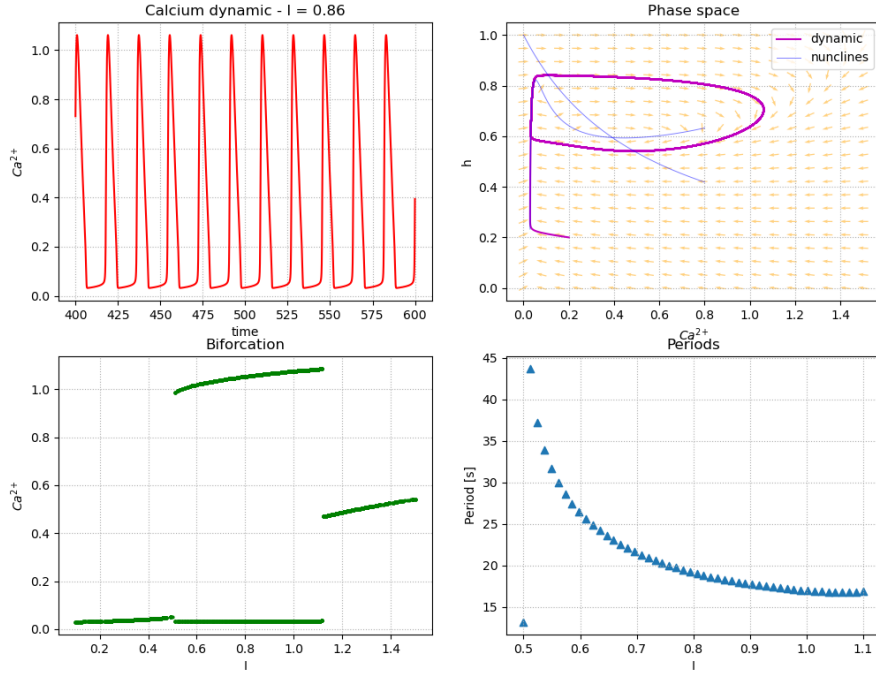 Calcium dynamic - I = 0.86
Ca²⁺
1.0
0.8
0.6
0.4
0.2
0.0
400 425 450 475 500 525 550 575 600
time
Phase space
h
1.0
0.8
0.6
0.4
0.2
0.0
dynamic
nunclines
0.0 0.2 0.4 0.6 0.8 1.0 1.2 1.4
Ca²⁺
Biforcation
Ca²⁺
1.0
0.8
0.6
0.4
0.2
0.0
0.2 0.4 0.6 0.8 1.0 1.2 1.4
I
Periods
Period [s]
45
40
35
30
25
20
15
0.5 0.6 0.7 0.8 0.9 1.0 1.1
I